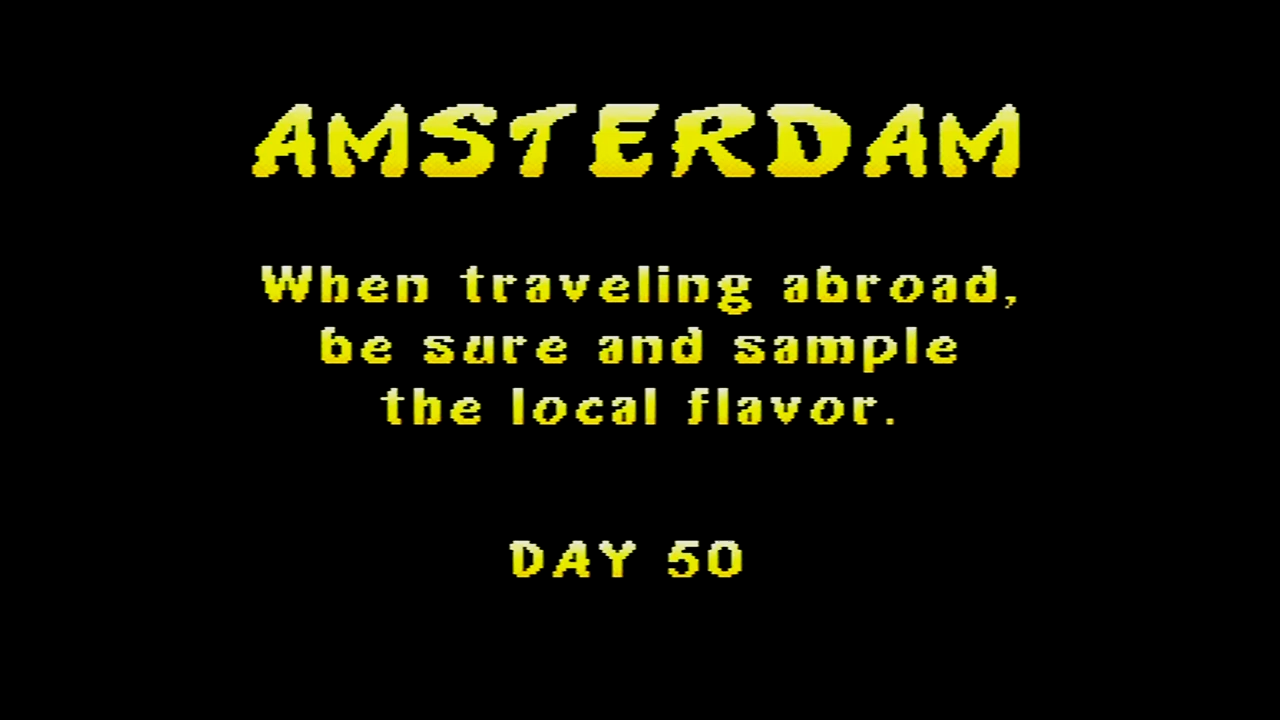 AMSTERDAM
When traveling abroad,
be sure and sample
the local flavor.
DAY 50